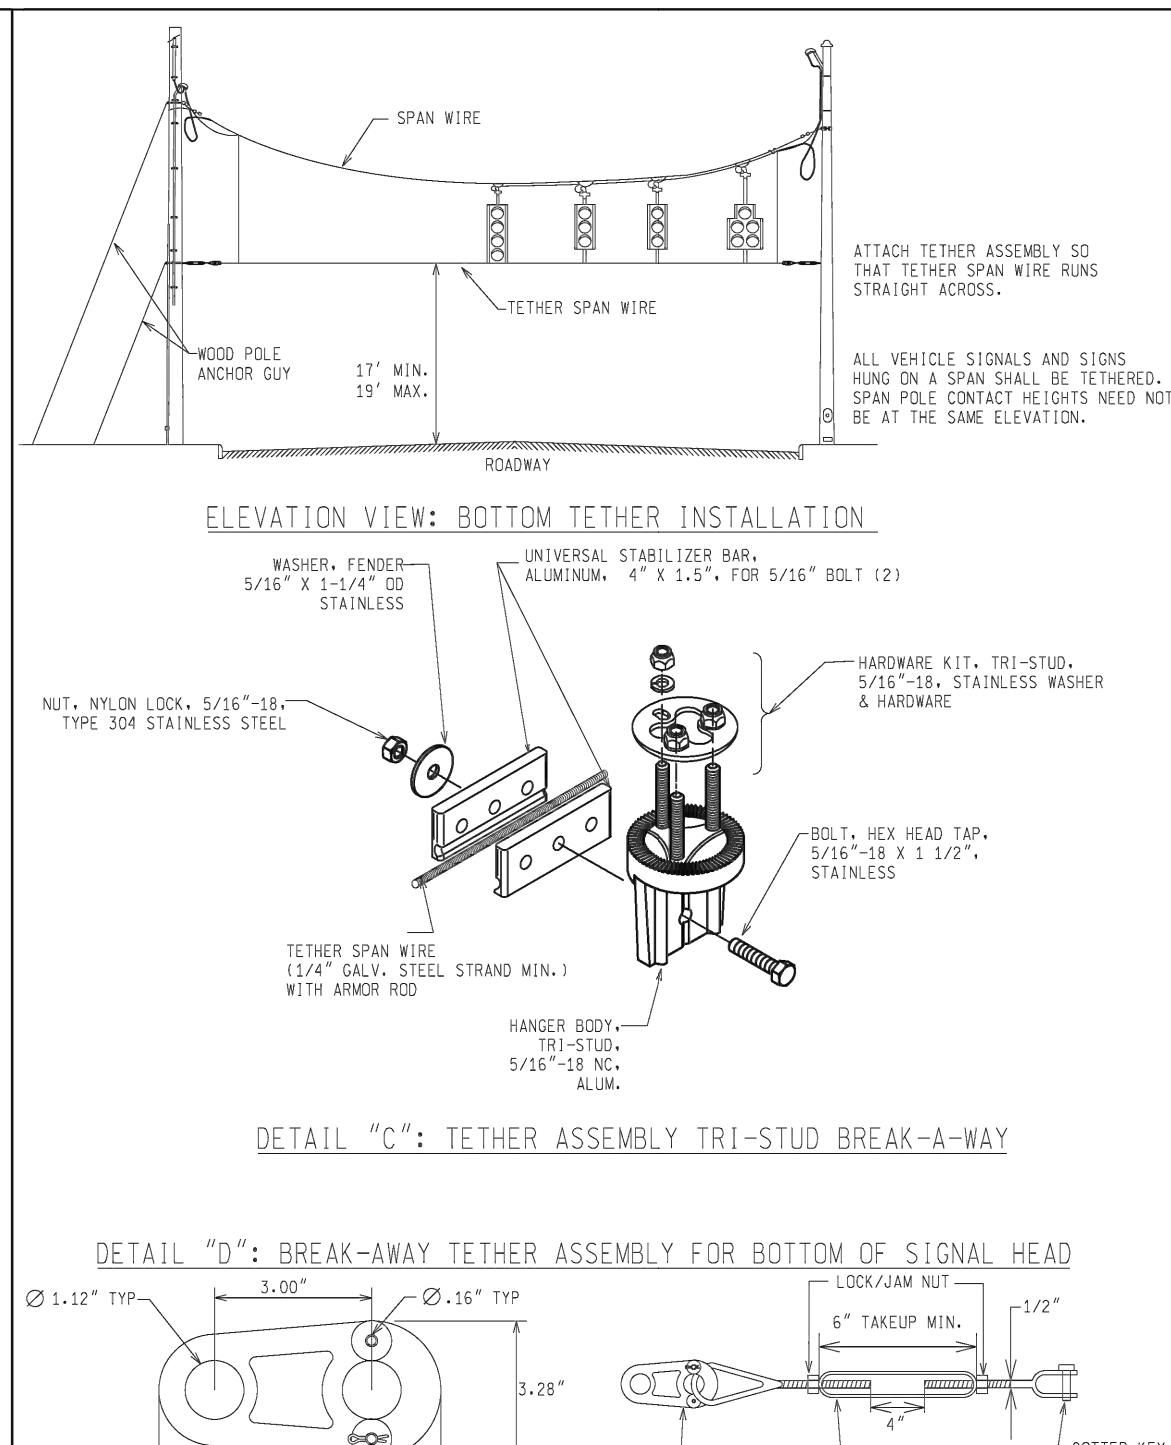 SPAN WIRE
ATTACH TETHER ASSEMBLY SO
THAT TETHER SPAN WIRE RUNS
STRAIGHT ACROSS.
TETHER SPAN WIRE
WOOD POLE
ANCHOR GUY
17' MIN.
19' MAX.
ALL VEHICLE SIGNALS AND SIGNS
HUNG ON A SPAN SHALL BE TETHERED.
SPAN POLE CONTACT HEIGHTS NEED NOT
BE AT THE SAME ELEVATION.
ROADWAY
ELEVATION VIEW: BOTTOM TETHER INSTALLATION
WASHER, FENDER
5/16" X 1-1/4" OD
STAINLESS
UNIVERSAL STABILIZER BAR,
ALUMINUM, 4" X 1.5", FOR 5/16" BOLT (2)
HARDWARE KIT, TRI-STUD,
5/16"-18, STAINLESS WASHER
& HARDWARE
NUT, NYLON LOCK, 5/16"-18,
TYPE 304 STAINLESS STEEL
BOLT, HEX HEAD TAP,
5/16"-18 X 1 1/2",
STAINLESS
TETHER SPAN WIRE
(1/4" GALV. STEEL STRAND MIN.)
WITH ARMOR ROD
HANGER BODY,
TRI-STUD,
5/16"-18 NC,
ALUM.
DETAIL "C": TETHER ASSEMBLY TRI-STUD BREAK-A-WAY
DETAIL "D": BREAK-AWAY TETHER ASSEMBLY FOR BOTTOM OF SIGNAL HEAD
Ø 1.12" TYP
3.00"
Ø.16" TYP
3.28"
LOCK/JAM NUT
6" TAKEUP MIN.
1/2"
4"
COTTER KEY